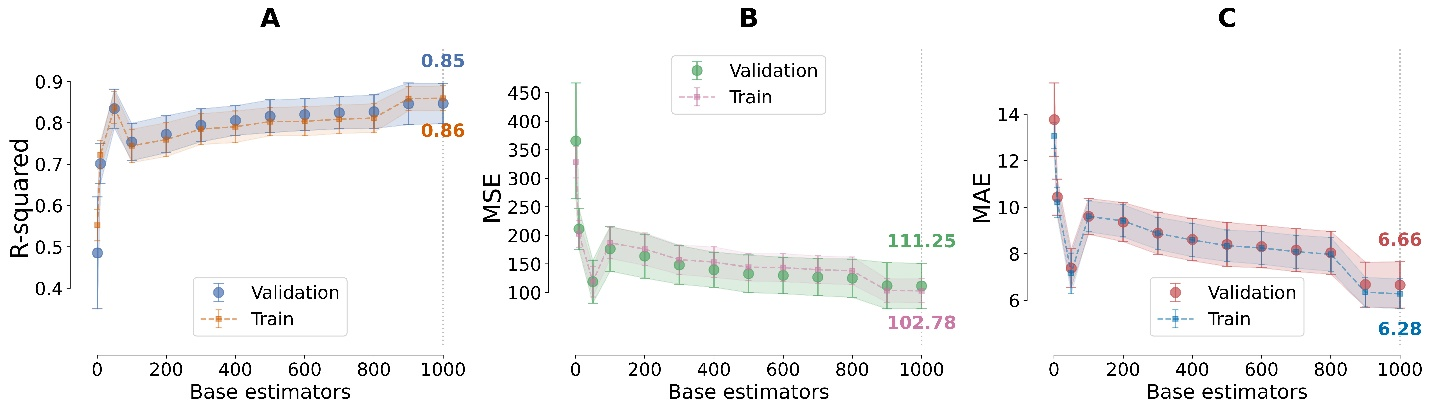 A
B
C
R-squared
0.9
0.8
0.7
0.6
0.5
0.4
0.85
0.86
Validation
Train
0 200 400 600 800 1000
Base estimators
MSE
450
400
350
300
250
200
150
100
Validation
Train
111.25
102.78
0 200 400 600 800 1000
Base estimators
MAE
14
12
10
8
6
6.66
6.28
Validation
Train
0 200 400 600 800 1000
Base estimators